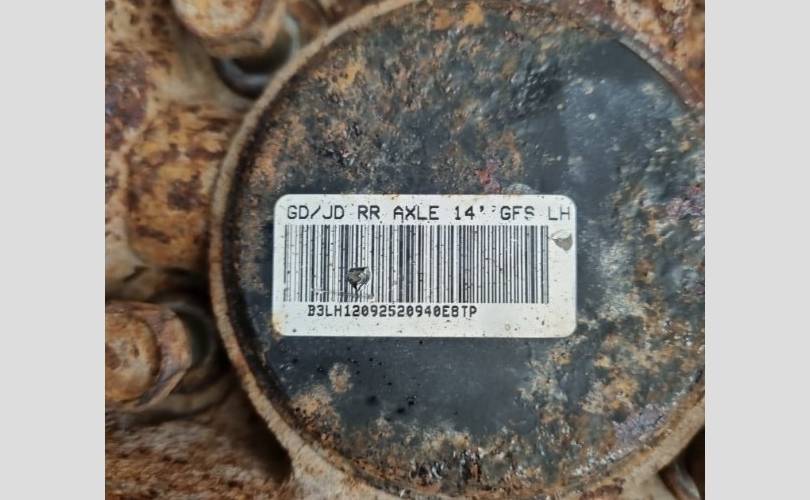 GD/JD RR AXLE 14" GFS LH
B3LH12092520940E8TP